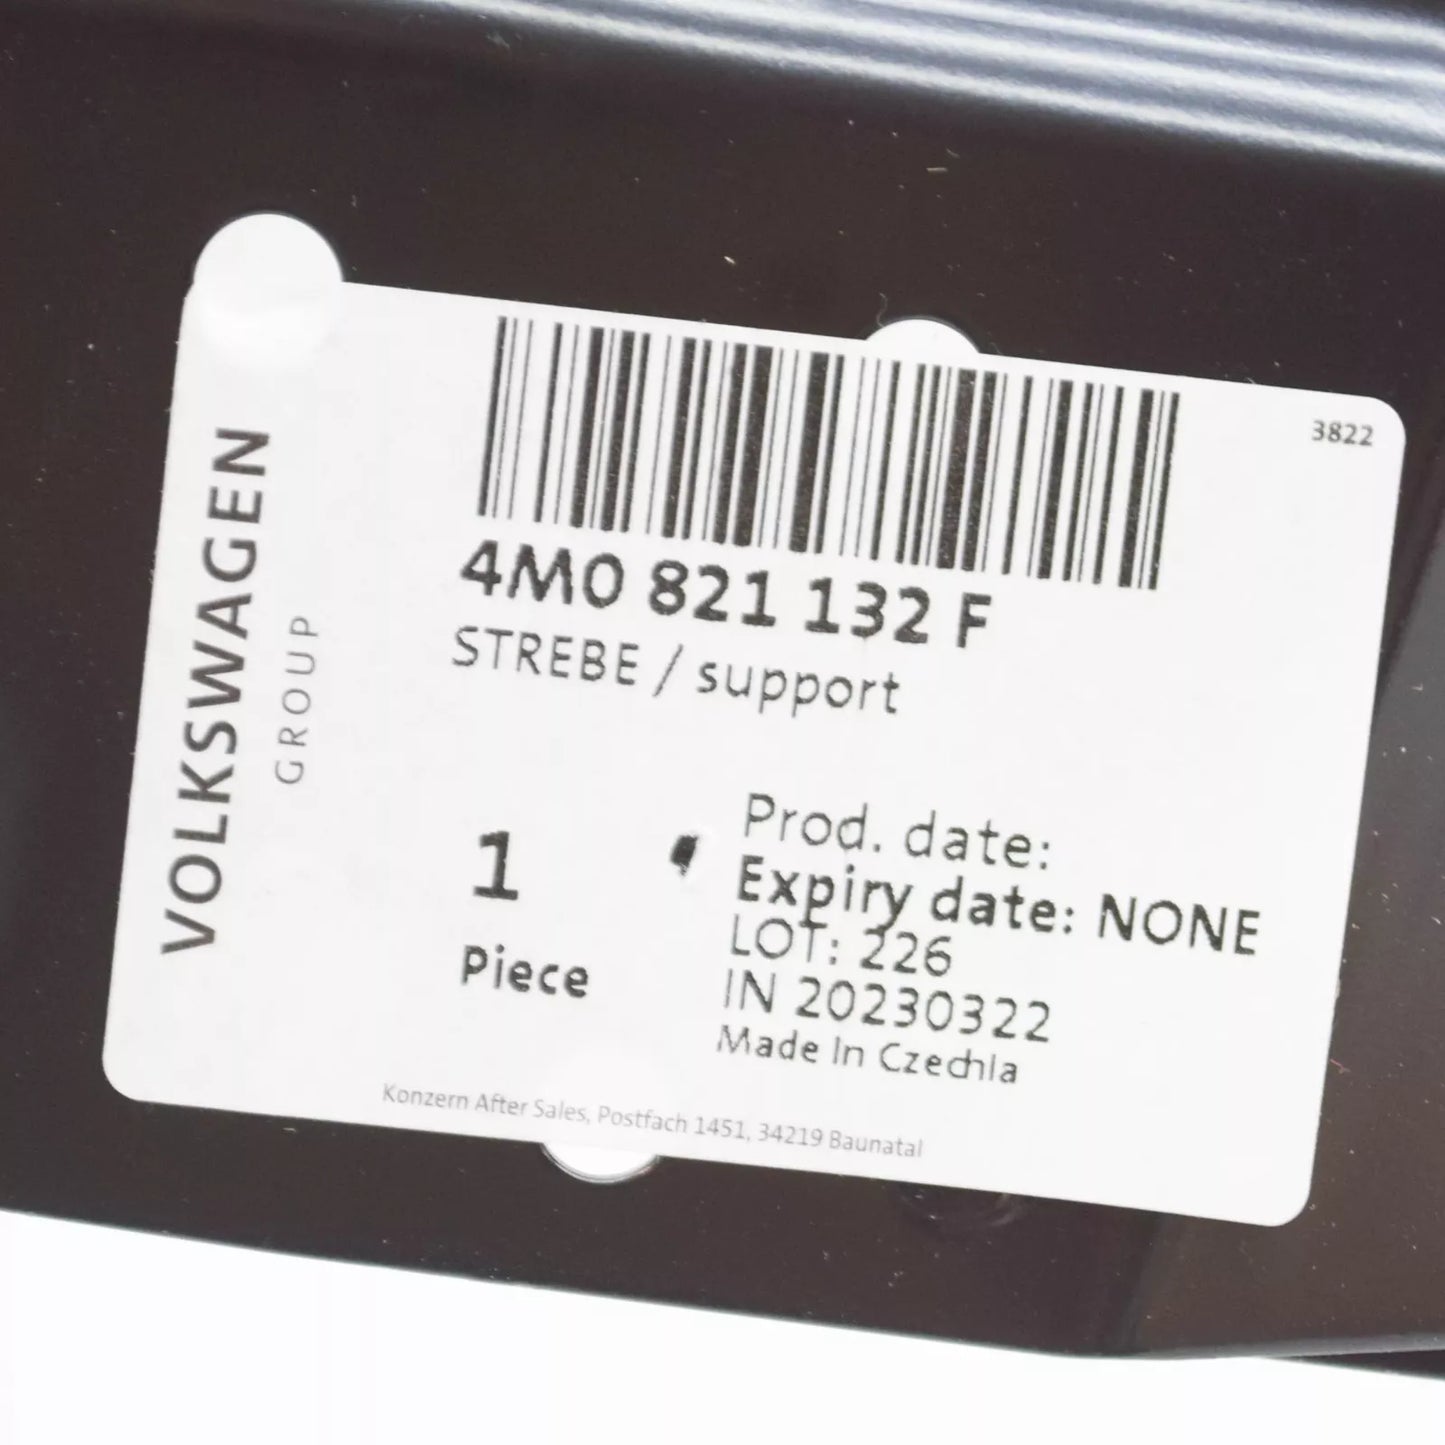 3822
VOLKSWAGEN
GROUP
4M0 821 132 F
STREBE / support
1
Piece
Prod. date:
Expiry date: NONE
LOT: 226
IN 20230322
Made In Czechia
Konzern After Sales, Postfach 1451, 34219 Baunatal